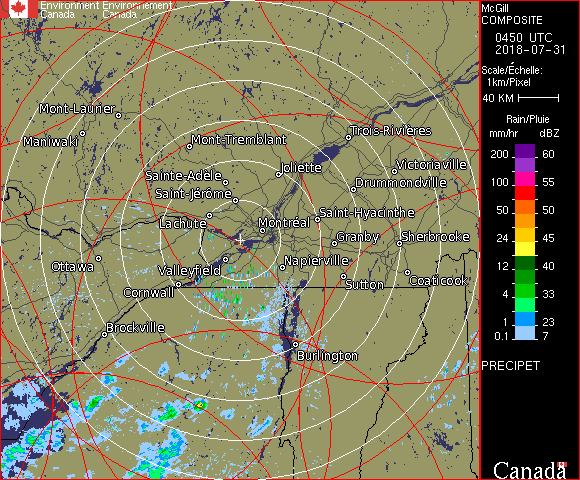 Environment Environnement
Canada Canada
McGill
COMPOSITE
0450 UTC
2018-07-31
Scale/Échelle:
1km/Pixel
40 KM
Rain/Pluie
mm/hr dBZ
200 60
150 57
100 55
50 50
24 45
12 40
4 33
1 23
0.1 7
PRECIPET
Canada
Mont-Laurier
Maniwaki
Mont-Tremblant
Trois-Rivières
Sainte-Adèle
Joliette
Victoriaville
Saint-Jérôme
Drummondville
Lachute
Montréal
Saint-Hyacinthe
Granby
Sherbrooke
Ottawa
Valleyfield
Napierville
Cornwall
Sutton
Coaticook
Brockville
Burlington